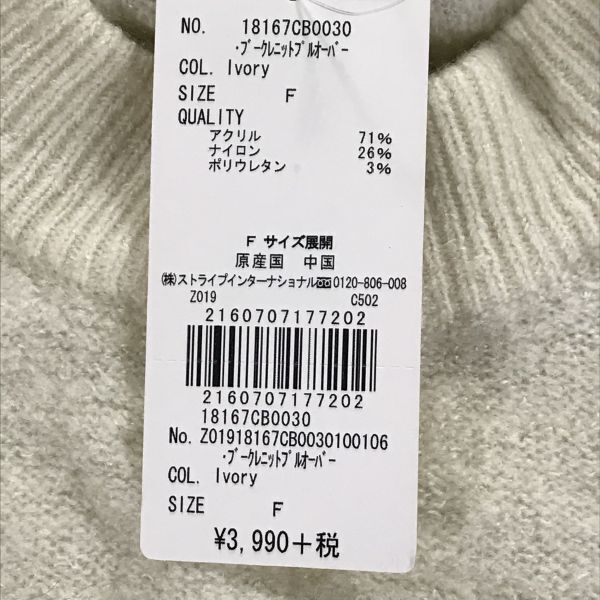 NO. 18167CB0030
・ﾌﾞｰｸﾚﾆｯﾄﾌﾟﾙｵｰﾊﾞｰ
COL. Ivory
SIZE F
QUALITY
アクリル 71%
ナイロン 26%
ポリウレタン 3%
F サイズ展開
原産国 中国
㈱ストライプインターナショナル 0120-806-008
Z019 C502
2160707177202
2160707177202
18167CB0030
No. Z01918167CB0030100106
・ﾌﾞｰｸﾚﾆｯﾄﾌﾟﾙｵｰﾊﾞｰ
COL. Ivory
SIZE F
¥3,990+税